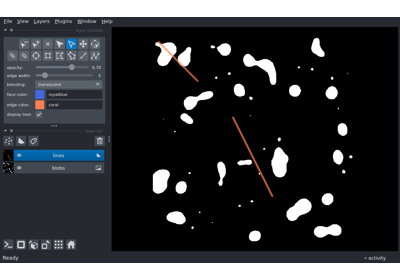 File View Layers Plugins Window Help
opacity: 0.70
edge width: 5
blending: translucent
face color: royalblue
edge color: coral
display text: ✓
lines
blobs
Ready activity